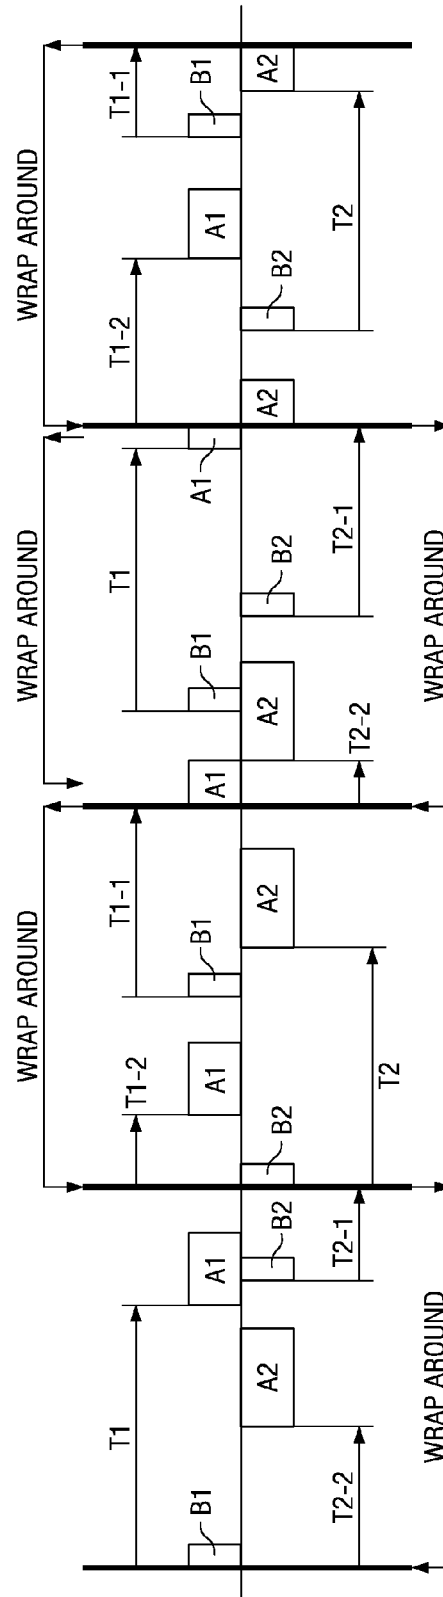 WRAP AROUND
WRAP AROUND
WRAP AROUND
T1
T1-2
T1-1
T1
T1-2
T1-1
B1
B1
B1
A1
B1
A1
A1
A1
A1
A2
A2
A2
A2
A2
B2
B2
B2
B2
T2-2
T2-1
T2
T2-2
T2-1
T2
WRAP AROUND
WRAP AROUND